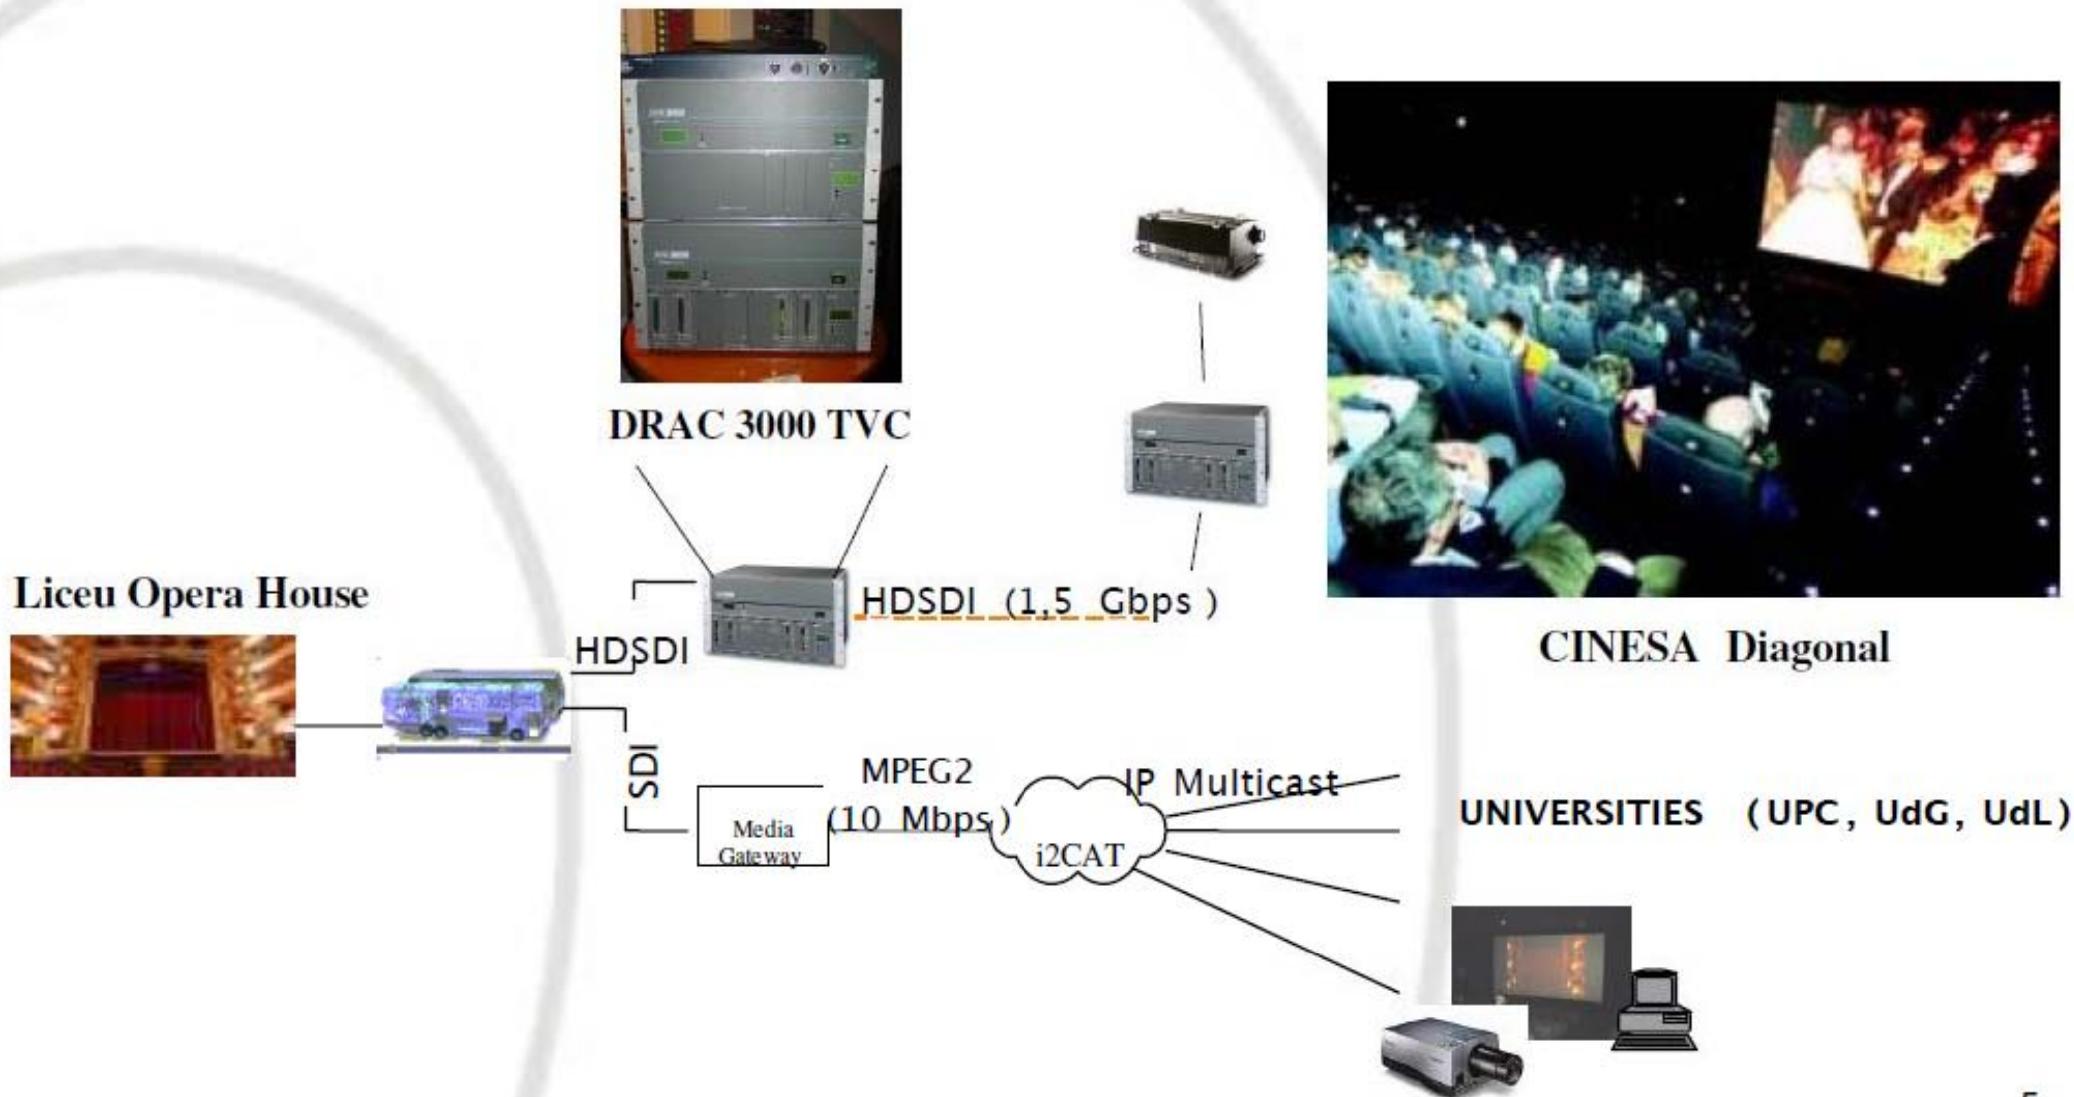 DRAC 3000 TVC
Liceu Opera House
HDSDI
HDSDI (1,5 Gbps )
CINESA Diagonal
SDI
MPEG2
(10 Mbps)
Media
Gateway
i2CAT
IP Multicast
UNIVERSITIES (UPC, UdG, UdL)